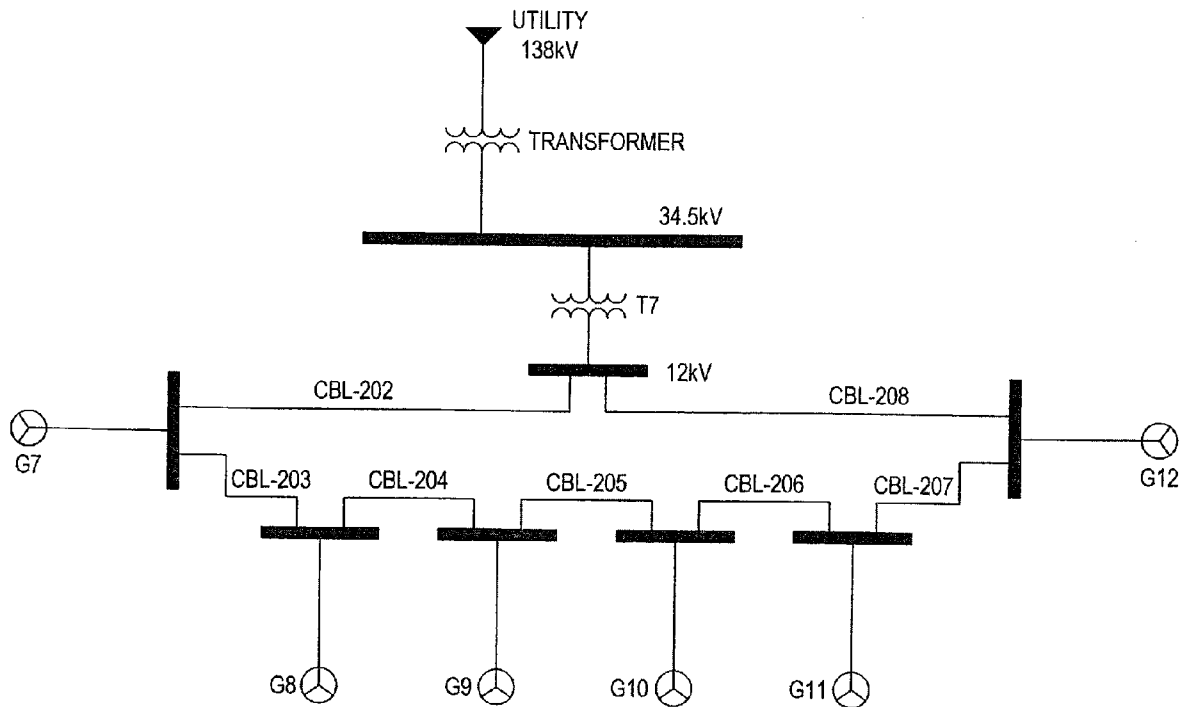 UTILITY
138kV
TRANSFORMER
34.5kV
T7
12kV
CBL-202
CBL-208
G7
G12
CBL-203
CBL-204
CBL-205
CBL-206
CBL-207
G8
G9
G10
G11